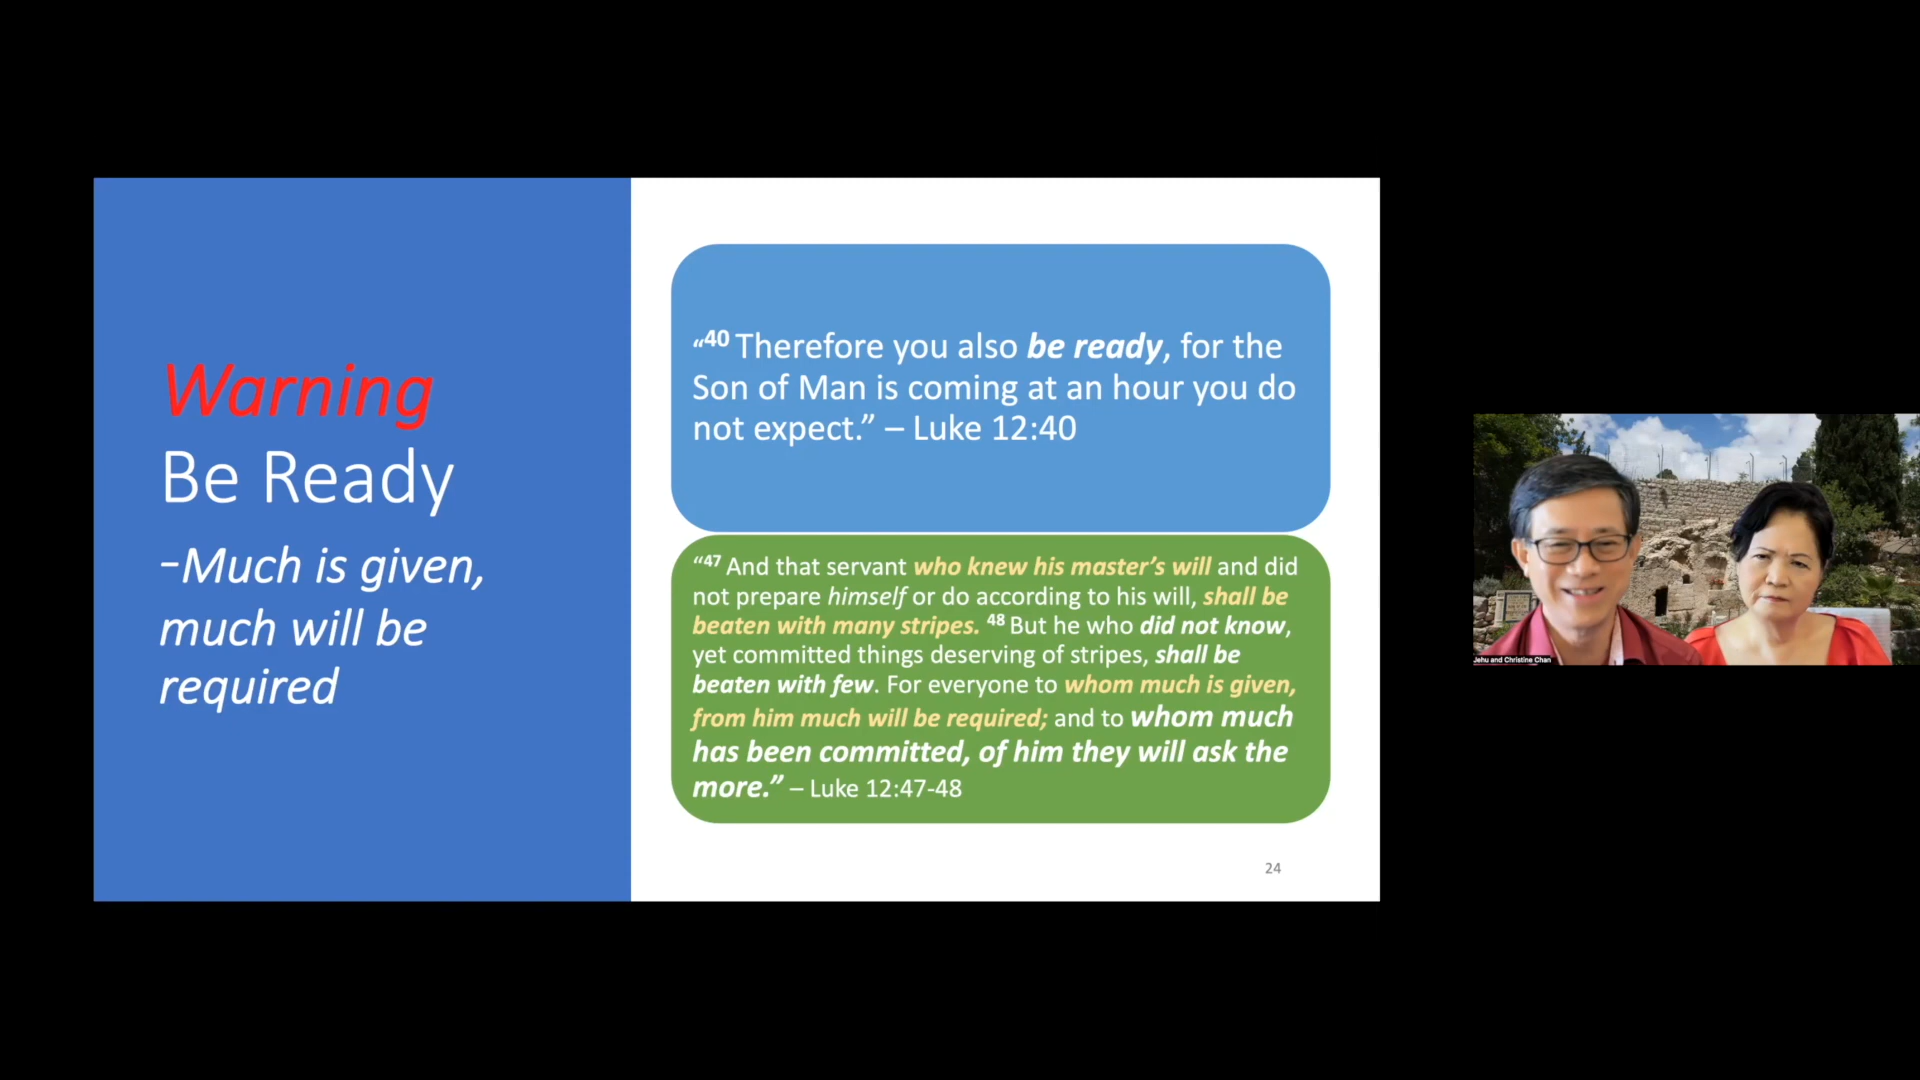 Warning
Be Ready
-Much is given,
much will be
required
“40 Therefore you also be ready, for the
Son of Man is coming at an hour you do
not expect.” – Luke 12:40
“47 And that servant who knew his master’s will and did
not prepare himself or do according to his will, shall be
beaten with many stripes. 48 But he who did not know,
yet committed things deserving of stripes, shall be
beaten with few. For everyone to whom much is given,
from him much will be required; and to whom much
has been committed, of him they will ask the
more.” – Luke 12:47-48
24
Jehu and Christine Chan